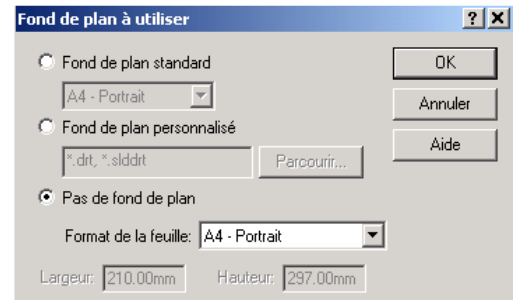 Fond de plan à utiliser
Fond de plan standard
OK
A4 - Portrait
Annuler
Fond de plan personnalisé
Aide
*.drt, *.slddrt
Parcourir...
Pas de fond de plan
Format de la feuille: A4 - Portrait
Largeur: 210.00mm Hauteur: 297.00mm